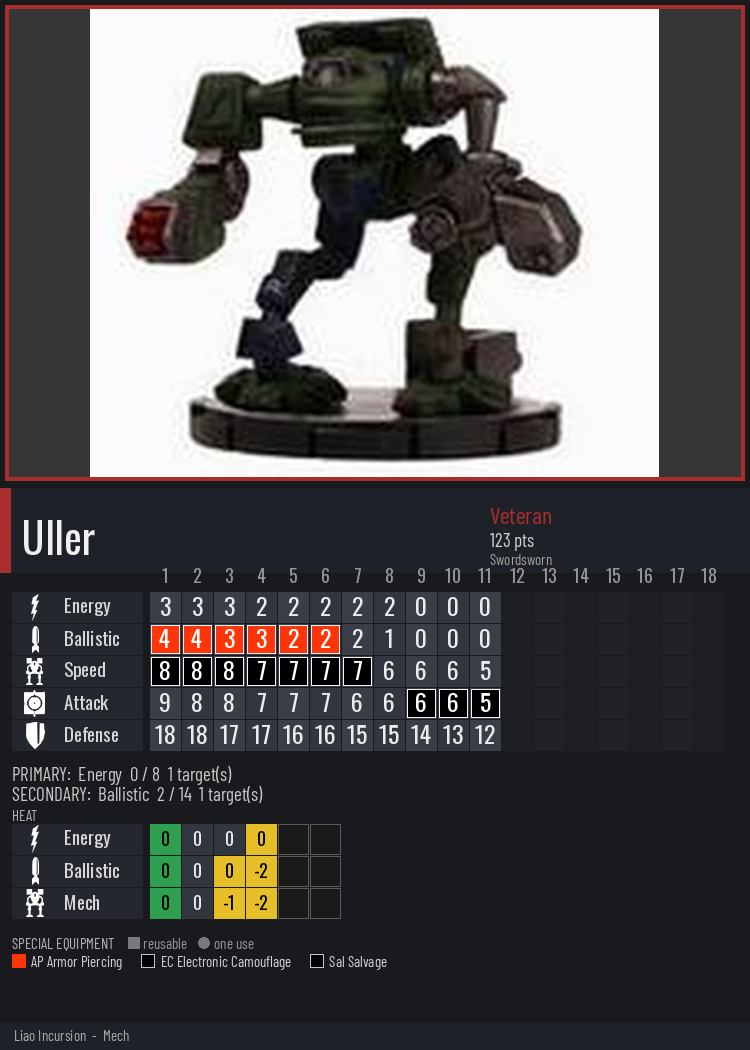 Uller
Veteran
123 pts
Swordsworn
1 2 3 4 5 6 7 8 9 10 11 12 13 14 15 16 17 18
Energy 3 3 3 2 2 2 2 2 0 0 0
Ballistic 4 4 3 3 2 2 2 1 0 0 0
Speed 8 8 8 7 7 7 7 6 6 6 5
Attack 9 8 8 7 7 7 6 6 6 6 5
Defense 18 18 17 17 16 16 15 15 14 13 12
PRIMARY: Energy 0 / 8 1 target(s)
SECONDARY: Ballistic 2 / 14 1 target(s)
HEAT
Energy 0 0 0 0
Ballistic 0 0 0 -2
Mech 0 0 -1 -2
SPECIAL EQUIPMENT reusable one use
AP Armor Piercing EC Electronic Camouflage Sal Salvage
Liao Incursion - Mech